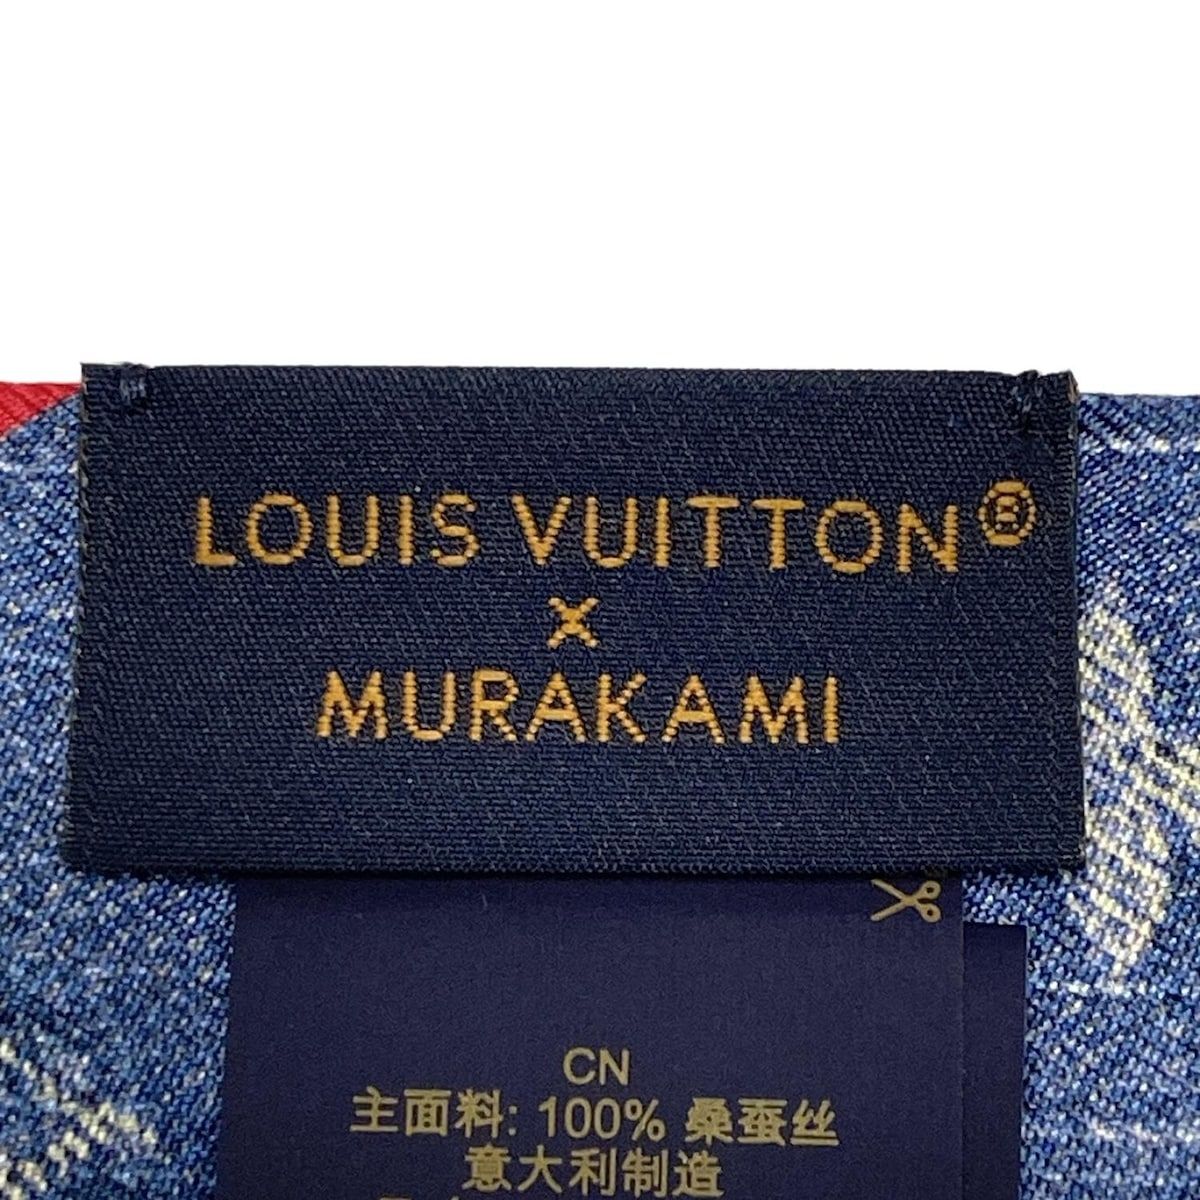 LOUIS VUITTON®
x
MURAKAMI
CN
主面料: 100% 桑蚕丝
意大利制造